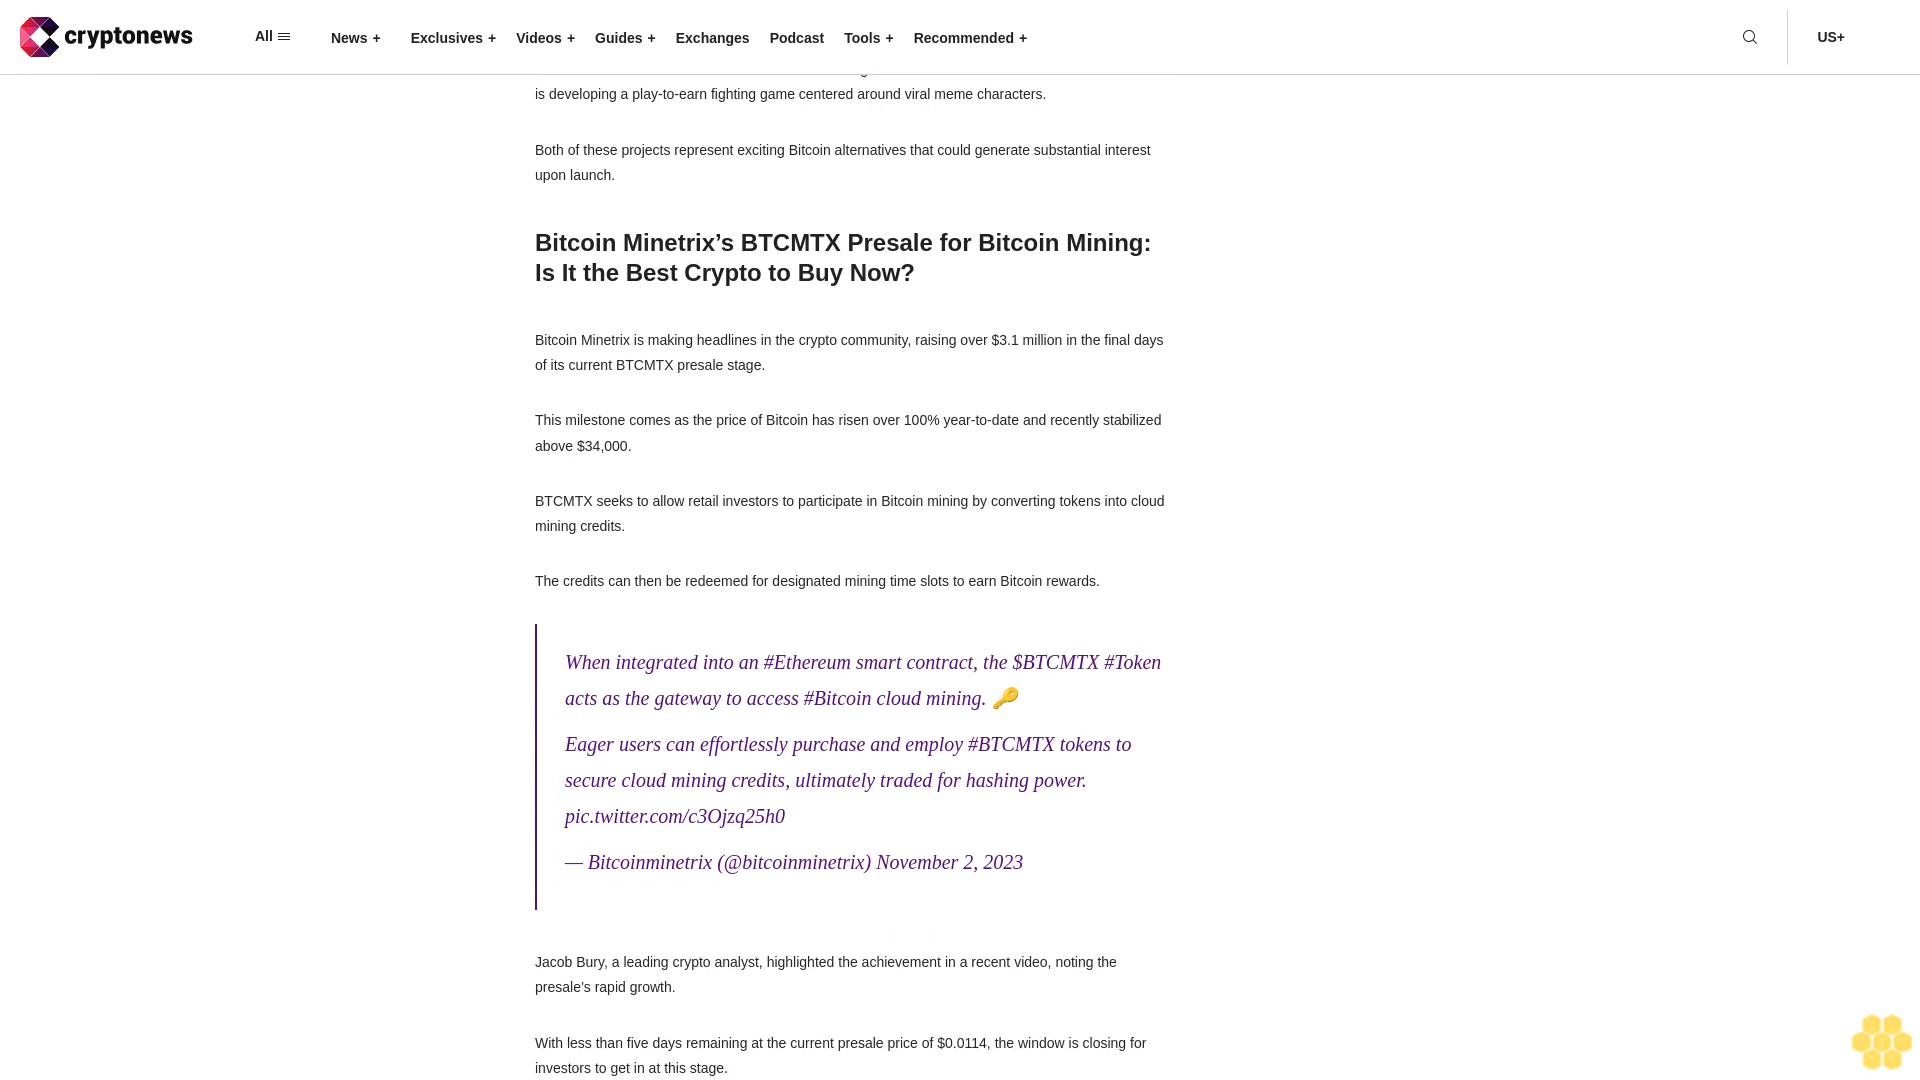 cryptonews
All
News +
Exclusives +
Videos +
Guides +
Exchanges
Podcast
Tools +
Recommended +
US+
is developing a play-to-earn fighting game centered around viral meme characters.
Both of these projects represent exciting Bitcoin alternatives that could generate substantial interest
upon launch.
Bitcoin Minetrix’s BTCMTX Presale for Bitcoin Mining:
Is It the Best Crypto to Buy Now?
Bitcoin Minetrix is making headlines in the crypto community, raising over $3.1 million in the final days
of its current BTCMTX presale stage.
This milestone comes as the price of Bitcoin has risen over 100% year-to-date and recently stabilized
above $34,000.
BTCMTX seeks to allow retail investors to participate in Bitcoin mining by converting tokens into cloud
mining credits.
The credits can then be redeemed for designated mining time slots to earn Bitcoin rewards.
When integrated into an #Ethereum smart contract, the $BTCMTX #Token
acts as the gateway to access #Bitcoin cloud mining. 🔑
Eager users can effortlessly purchase and employ #BTCMTX tokens to
secure cloud mining credits, ultimately traded for hashing power.
pic.twitter.com/c3Ojzq25h0
— Bitcoinminetrix (@bitcoinminetrix) November 2, 2023
Jacob Bury, a leading crypto analyst, highlighted the achievement in a recent video, noting the
presale’s rapid growth.
With less than five days remaining at the current presale price of $0.0114, the window is closing for
investors to get in at this stage.